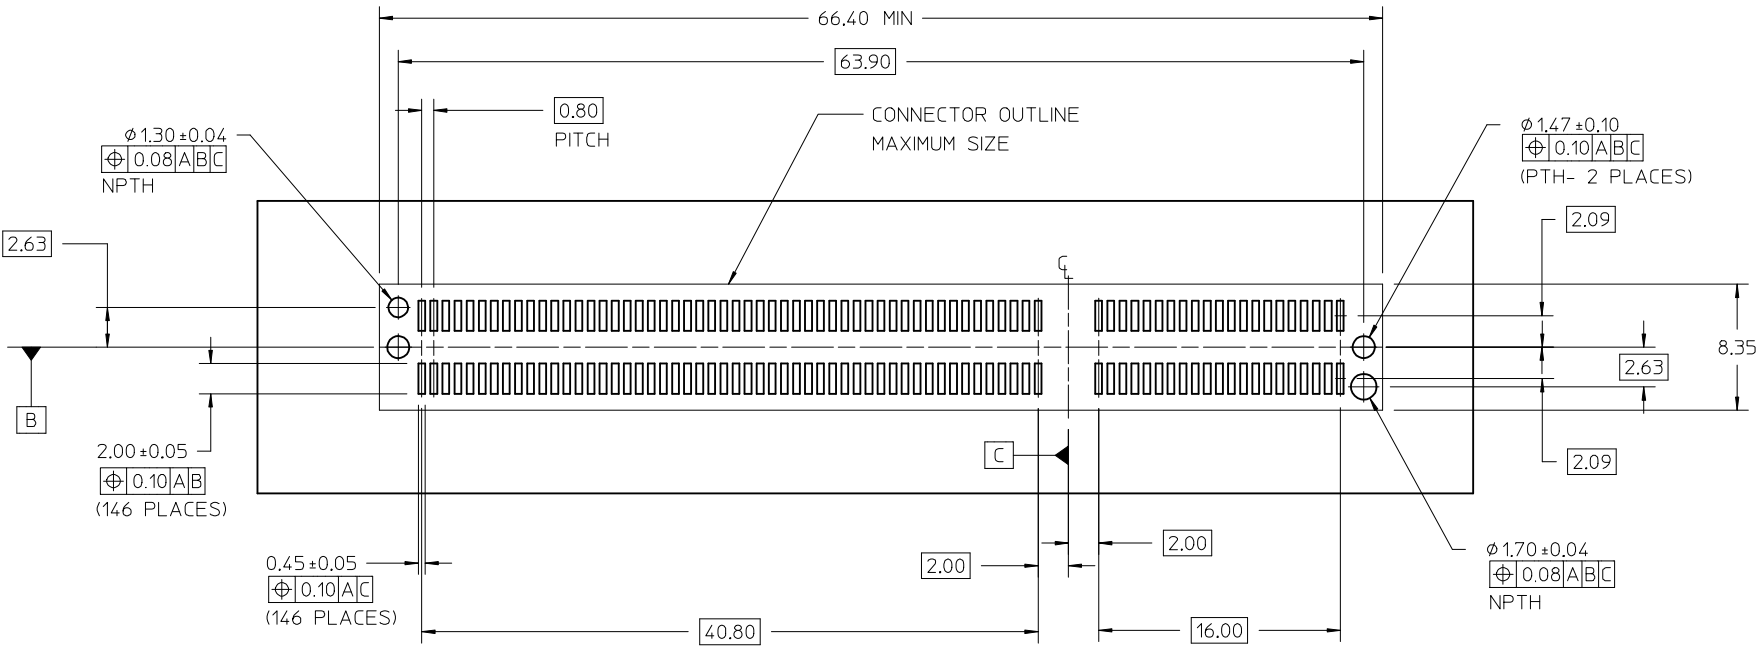 66.40 MIN
63.90
0.80
PITCH
CONNECTOR OUTLINE
MAXIMUM SIZE
⌀1.30±0.04
⌖ 0.08 A B C
NPTH
⌀1.47±0.10
⌖ 0.10 A B C
(PTH- 2 PLACES)
2.63
2.09
℄
8.35
2.63
B
2.00±0.05
⌖ 0.10 A B
(146 PLACES)
C
2.09
2.00
2.00
0.45±0.05
⌖ 0.10 A C
(146 PLACES)
⌀1.70±0.04
⌖ 0.08 A B C
NPTH
40.80
16.00